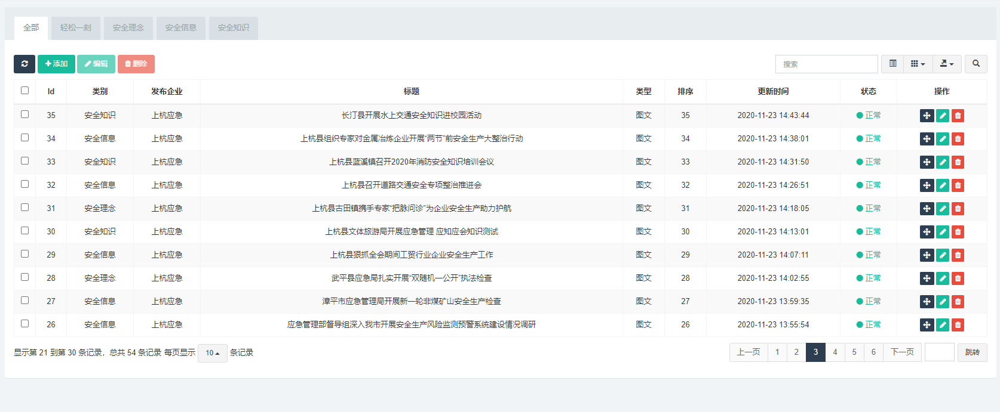 全部 轻松一刻 安全理念 安全信息 安全知识
添加 编辑 删除 搜索
Id 类别 发布企业 标题 类型 排序 更新时间 状态 操作
35 安全知识 上杭应急 长汀县开展水上交通安全知识进校园活动 图文 35 2020-11-23 14:43:44 正常
34 安全信息 上杭应急 上杭县组织专家对金属冶炼企业开展“两节”前安全生产大整治行动 图文 34 2020-11-23 14:38:01 正常
33 安全知识 上杭应急 上杭县蓝溪镇召开2020年消防安全知识培训会议 图文 33 2020-11-23 14:31:50 正常
32 安全信息 上杭应急 上杭县召开道路交通安全专项整治推进会 图文 32 2020-11-23 14:26:51 正常
31 安全理念 上杭应急 上杭县古田镇携手专家“把脉问诊”为企业安全生产助力护航 图文 31 2020-11-23 14:18:05 正常
30 安全知识 上杭应急 上杭县文体旅游局开展应急管理 应知应会知识测试 图文 30 2020-11-23 14:13:01 正常
29 安全信息 上杭应急 上杭县狠抓全会期间工贸行业企业安全生产工作 图文 29 2020-11-23 14:07:11 正常
28 安全理念 上杭应急 武平县应急局扎实开展“双随机一公开”执法检查 图文 28 2020-11-23 14:02:55 正常
27 安全信息 上杭应急 漳平市应急管理局开展新一轮非煤矿山安全生产检查 图文 27 2020-11-23 13:59:35 正常
26 安全信息 上杭应急 应急管理部督导组深入我市开展安全生产风险监测预警系统建设情况调研 图文 26 2020-11-23 13:55:54 正常
显示第 21 到第 30 条记录，总共 54 条记录 每页显示 10 条记录 上一页 1 2 3 4 5 6 下一页 跳转